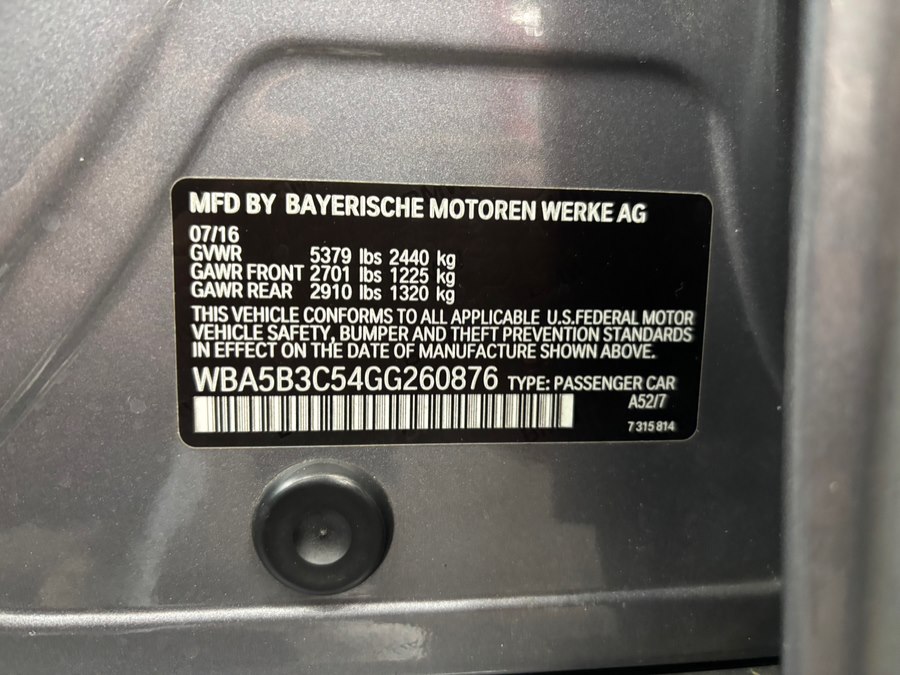 MFD BY BAYERISCHE MOTOREN WERKE AG
07/16
GVWR 5379 lbs 2440 kg
GAWR FRONT 2701 lbs 1225 kg
GAWR REAR 2910 lbs 1320 kg
THIS VEHICLE CONFORMS TO ALL APPLICABLE U.S.FEDERAL MOTOR
VEHICLE SAFETY, BUMPER AND THEFT PREVENTION STANDARDS
IN EFFECT ON THE DATE OF MANUFACTURE SHOWN ABOVE.
WBA5B3C54GG260876 TYPE: PASSENGER CAR
A52/7
7 315 814